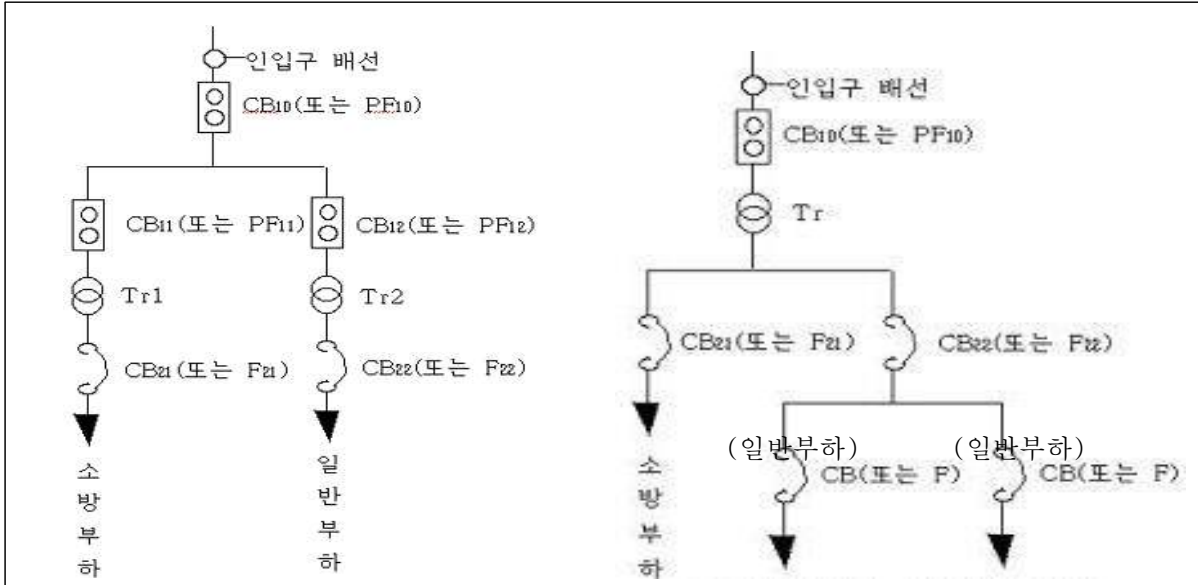 인입구 배선
CB10(또는 PF10)
CB11(또는 PF11)
CB12(또는 PF12)
Tr1
Tr2
CB21(또는 F21)
CB22(또는 F22)
소방부하
일반부하
인입구 배선
CB10(또는 PF10)
Tr
CB21(또는 F21)
CB22(또는 F22)
(일반부하)
(일반부하)
CB(또는 F)
CB(또는 F)
소방부하